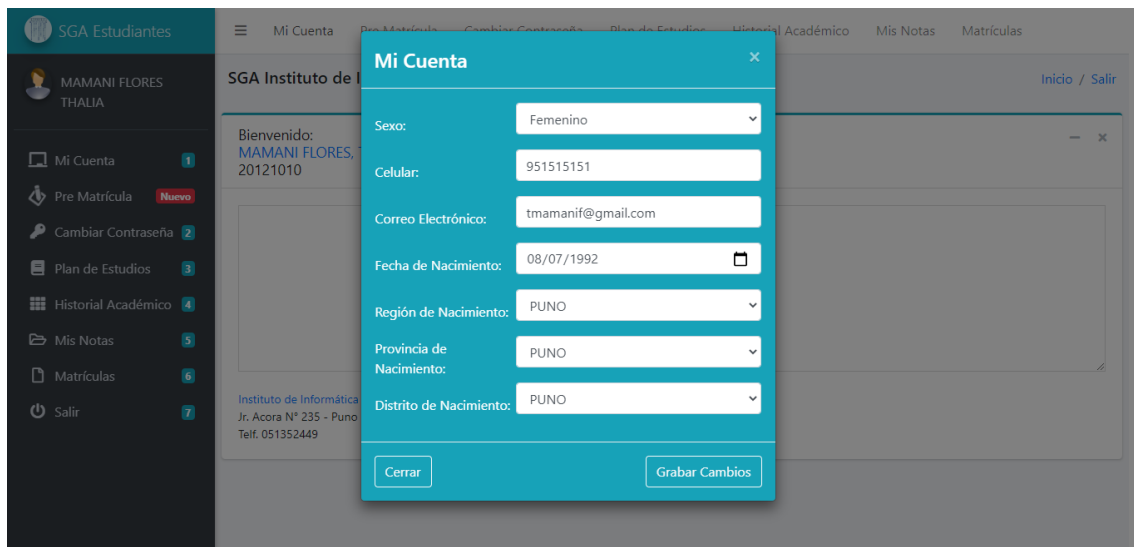 SGA Estudiantes
MAMANI FLORES
THALIA
Mi Cuenta 1
Pre Matrícula Nuevo
Cambiar Contraseña 2
Plan de Estudios 3
Historial Académico 4
Mis Notas 5
Matrículas 6
Salir 7
Mi Cuenta Pre Matrícula Cambiar Contraseña Plan de Estudios Historial Académico Mis Notas Matrículas
SGA Instituto de I
Inicio / Salir
Bienvenido:
MAMANI FLORES,
20121010
Instituto de Informática
Jr. Acora N° 235 - Puno
Telf. 051352449
Mi Cuenta ×
Sexo: Femenino
Celular: 951515151
Correo Electrónico: tmamanif@gmail.com
Fecha de Nacimiento: 08/07/1992
Región de Nacimiento: PUNO
Provincia de
Nacimiento: PUNO
Distrito de Nacimiento: PUNO
Cerrar Grabar Cambios